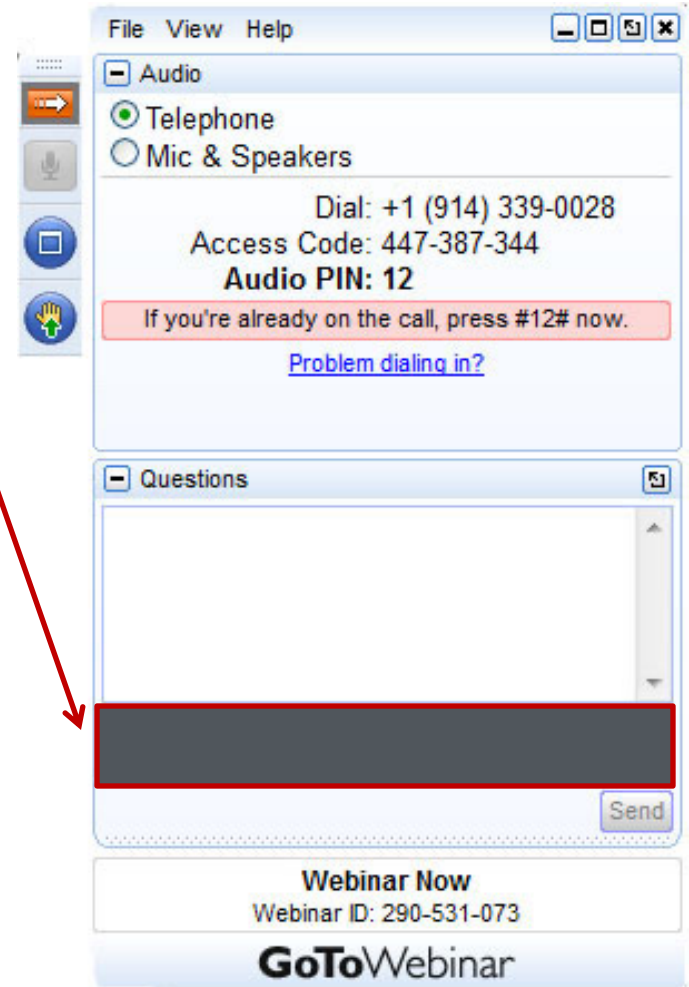 File View Help
Audio
Telephone
Mic & Speakers
Dial: +1 (914) 339-0028
Access Code: 447-387-344
Audio PIN: 12
If you're already on the call, press #12# now.
Problem dialing in?
Questions
Send
Webinar Now
Webinar ID: 290-531-073
GoToWebinar